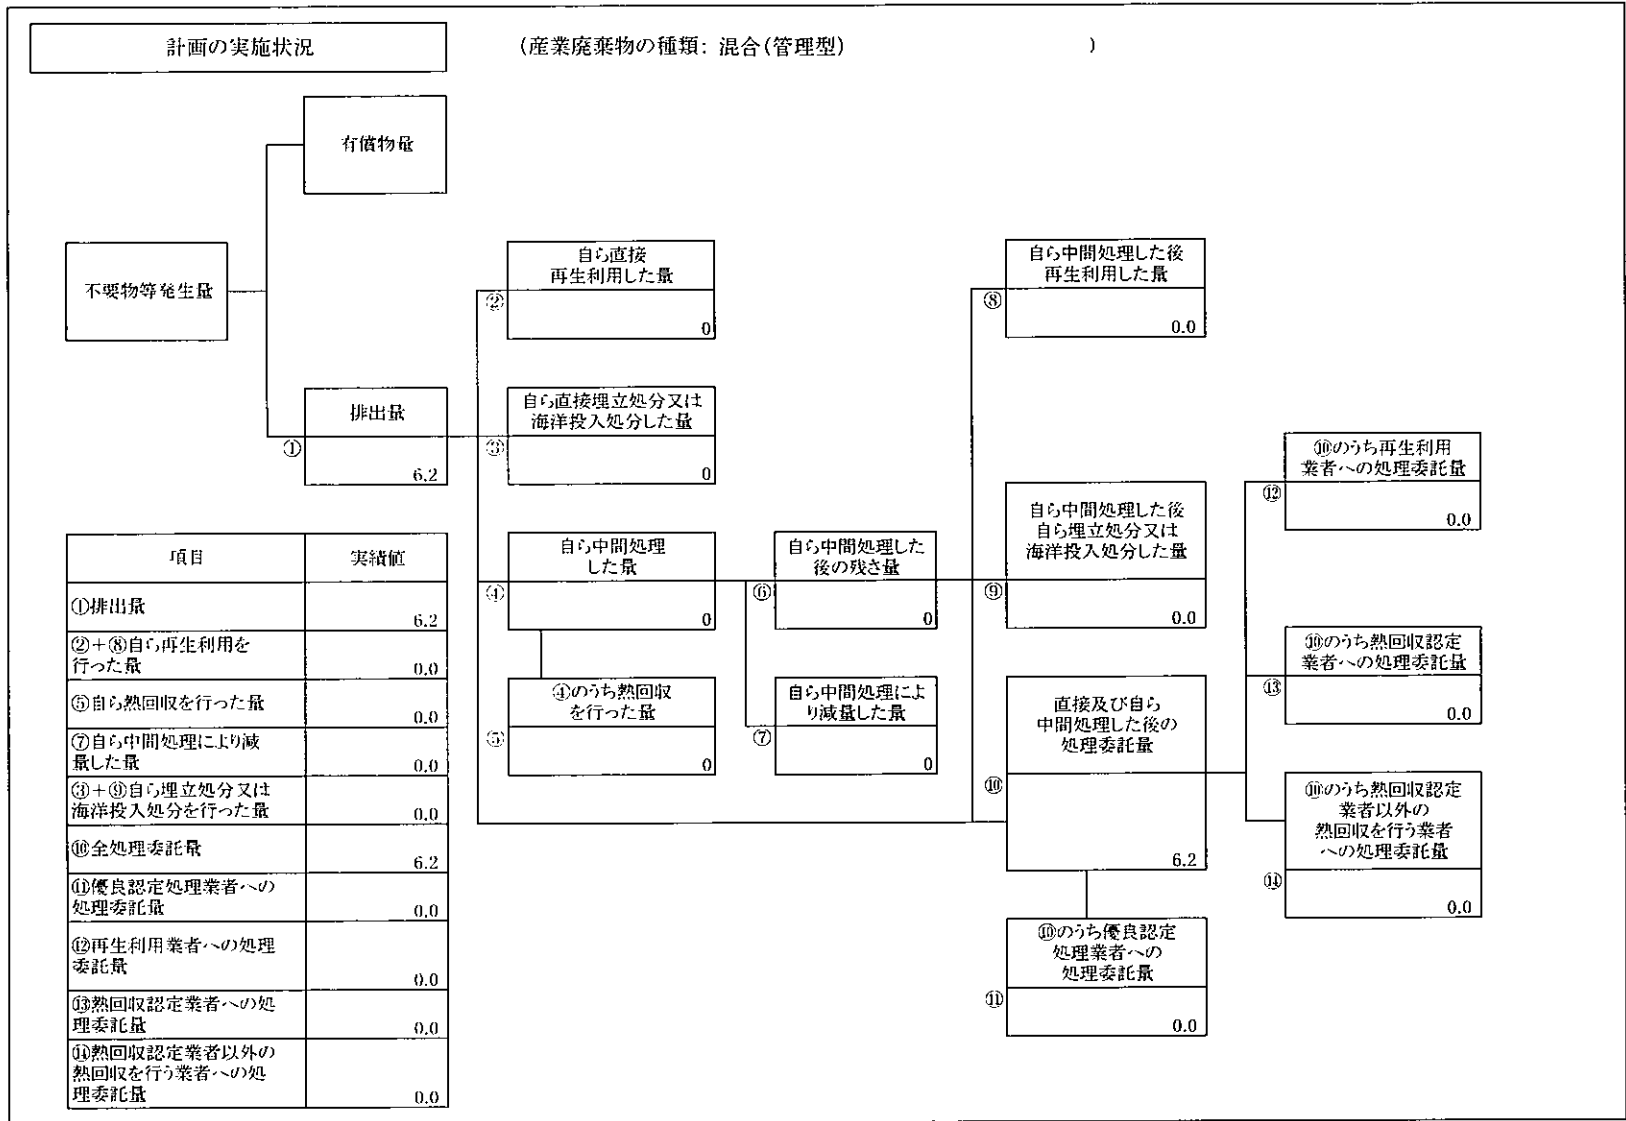 計画の実施状況
(産業廃棄物の種類: 混合(管理型) )
有償物量
不要物等発生量
排出量
①
6.2
自ら直接
再生利用した量
②
0
自ら直接埋立処分又は
海洋投入処分した量
③
0
自ら中間処理
した量
④
0
④のうち熱回収
を行った量
⑤
0
自ら中間処理した
後の残さ量
⑥
0
自ら中間処理によ
り減量した量
⑦
0
自ら中間処理した後
再生利用した量
⑧
0.0
自ら中間処理した後
自ら埋立処分又は
海洋投入処分した量
⑨
0.0
直接及び自ら
中間処理した後の
処理委託量
⑩
6.2
⑩のうち優良認定
処理業者への
処理委託量
⑪
0.0
⑩のうち再生利用
業者への処理委託量
⑫
0.0
⑩のうち熱回収認定
業者への処理委託量
⑬
0.0
⑩のうち熱回収認定
業者以外の
熱回収を行う業者
への処理委託量
⑭
0.0
項目 実績値
①排出量
6.2
②+⑧自ら再生利用を
行った量
0.0
⑤自ら熱回収を行った量
0.0
⑦自ら中間処理により減
量した量
0.0
③+⑨自ら埋立処分又は
海洋投入処分を行った量
0.0
⑩全処理委託量
6.2
⑪優良認定処理業者への
処理委託量
0.0
⑫再生利用業者への処理
委託量
0.0
⑬熱回収認定業者への処
理委託量
0.0
⑭熱回収認定業者以外の
熱回収を行う業者への処
理委託量
0.0